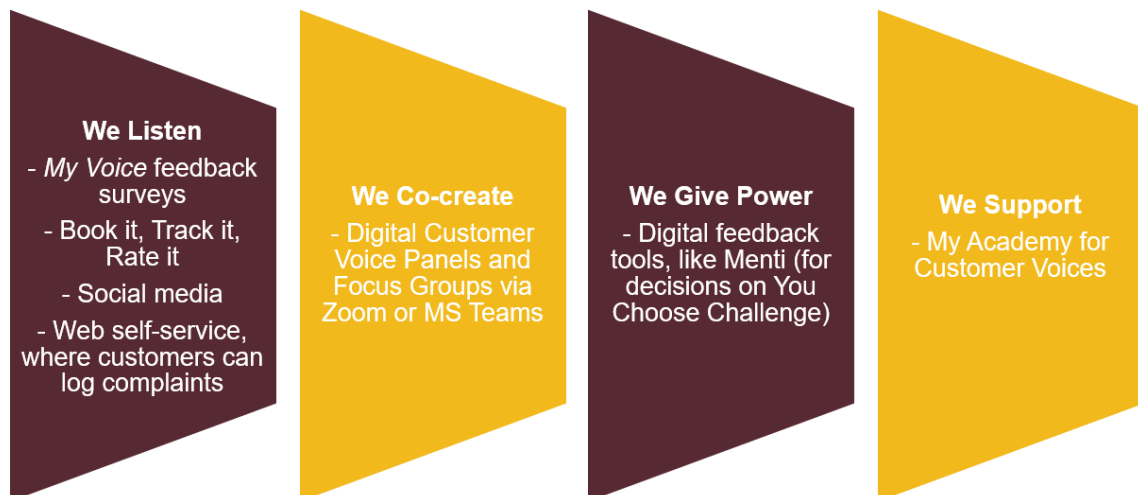 We Listen
- My Voice feedback
surveys
- Book it, Track it,
Rate it
- Social media
- Web self-service,
where customers can
log complaints
We Co-create
- Digital Customer
Voice Panels and
Focus Groups via
Zoom or MS Teams
We Give Power
- Digital feedback
tools, like Menti (for
decisions on You
Choose Challenge)
We Support
- My Academy for
Customer Voices